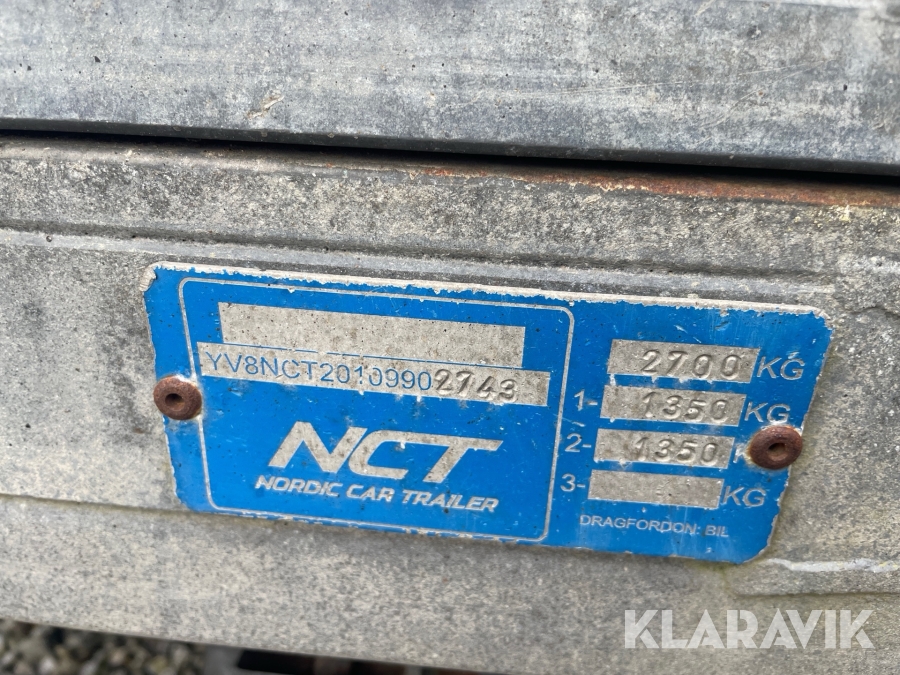 YV8NCT20109902743
NCT
NORDIC CAR TRAILER
2700 KG
1- 1350 KG
2- 1350 K
3- KG
DRAGFORDON: BIL
KLARAVIK